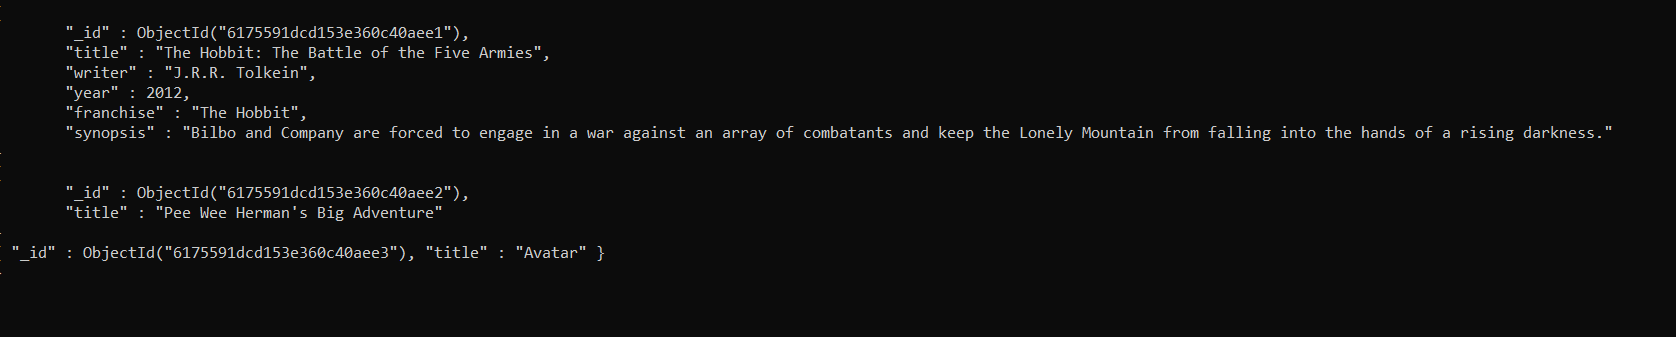 "_id" : ObjectId("6175591dcd153e360c40aee1"),
"title" : "The Hobbit: The Battle of the Five Armies",
"writer" : "J.R.R. Tolkein",
"year" : 2012,
"franchise" : "The Hobbit",
"synopsis" : "Bilbo and Company are forced to engage in a war against an array of combatants and keep the Lonely Mountain from falling into the hands of a rising darkness."
"_id" : ObjectId("6175591dcd153e360c40aee2"),
"title" : "Pee Wee Herman's Big Adventure"
"_id" : ObjectId("6175591dcd153e360c40aee3"), "title" : "Avatar" }